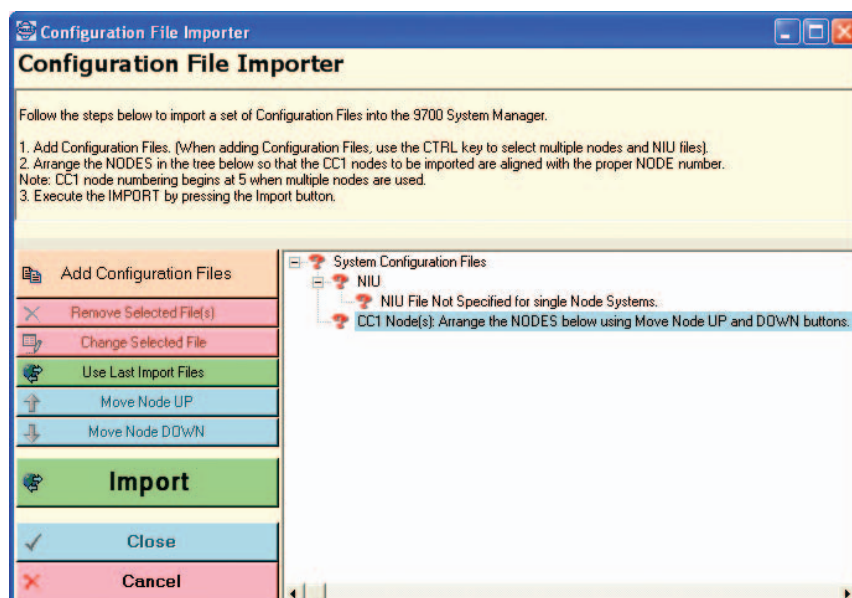 Configuration File Importer
Configuration File Importer
Follow the steps below to import a set of Configuration Files into the 9700 System Manager.
1. Add Configuration Files. (When adding Configuration Files, use the CTRL key to select multiple nodes and NIU files).
2. Arrange the NODES in the tree below so that the CC1 nodes to be imported are aligned with the proper NODE number.
Note: CC1 node numbering begins at 5 when multiple nodes are used.
3. Execute the IMPORT by pressing the Import button.
Add Configuration Files
Remove Selected File(s)
Change Selected File
Use Last Import Files
Move Node UP
Move Node DOWN
Import
Close
Cancel
System Configuration Files
NIU
NIU File Not Specified for single Node Systems.
CC1 Node(s): Arrange the NODES below using Move Node UP and DOWN buttons.